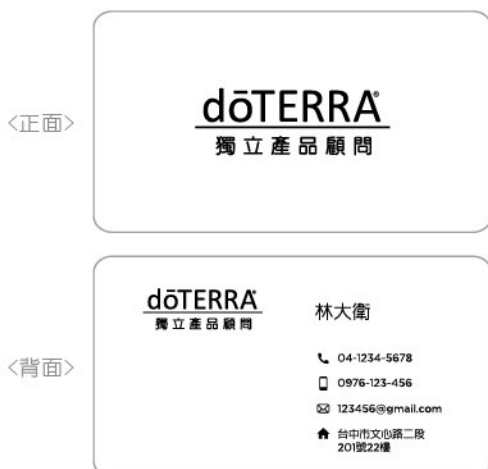 <正面>
dōTERRA®
獨立產品顧問
<背面>
dōTERRA®
獨立產品顧問
林大衛
04-1234-5678
0976-123-456
123456@gmail.com
台中市文心路二段
201號22樓